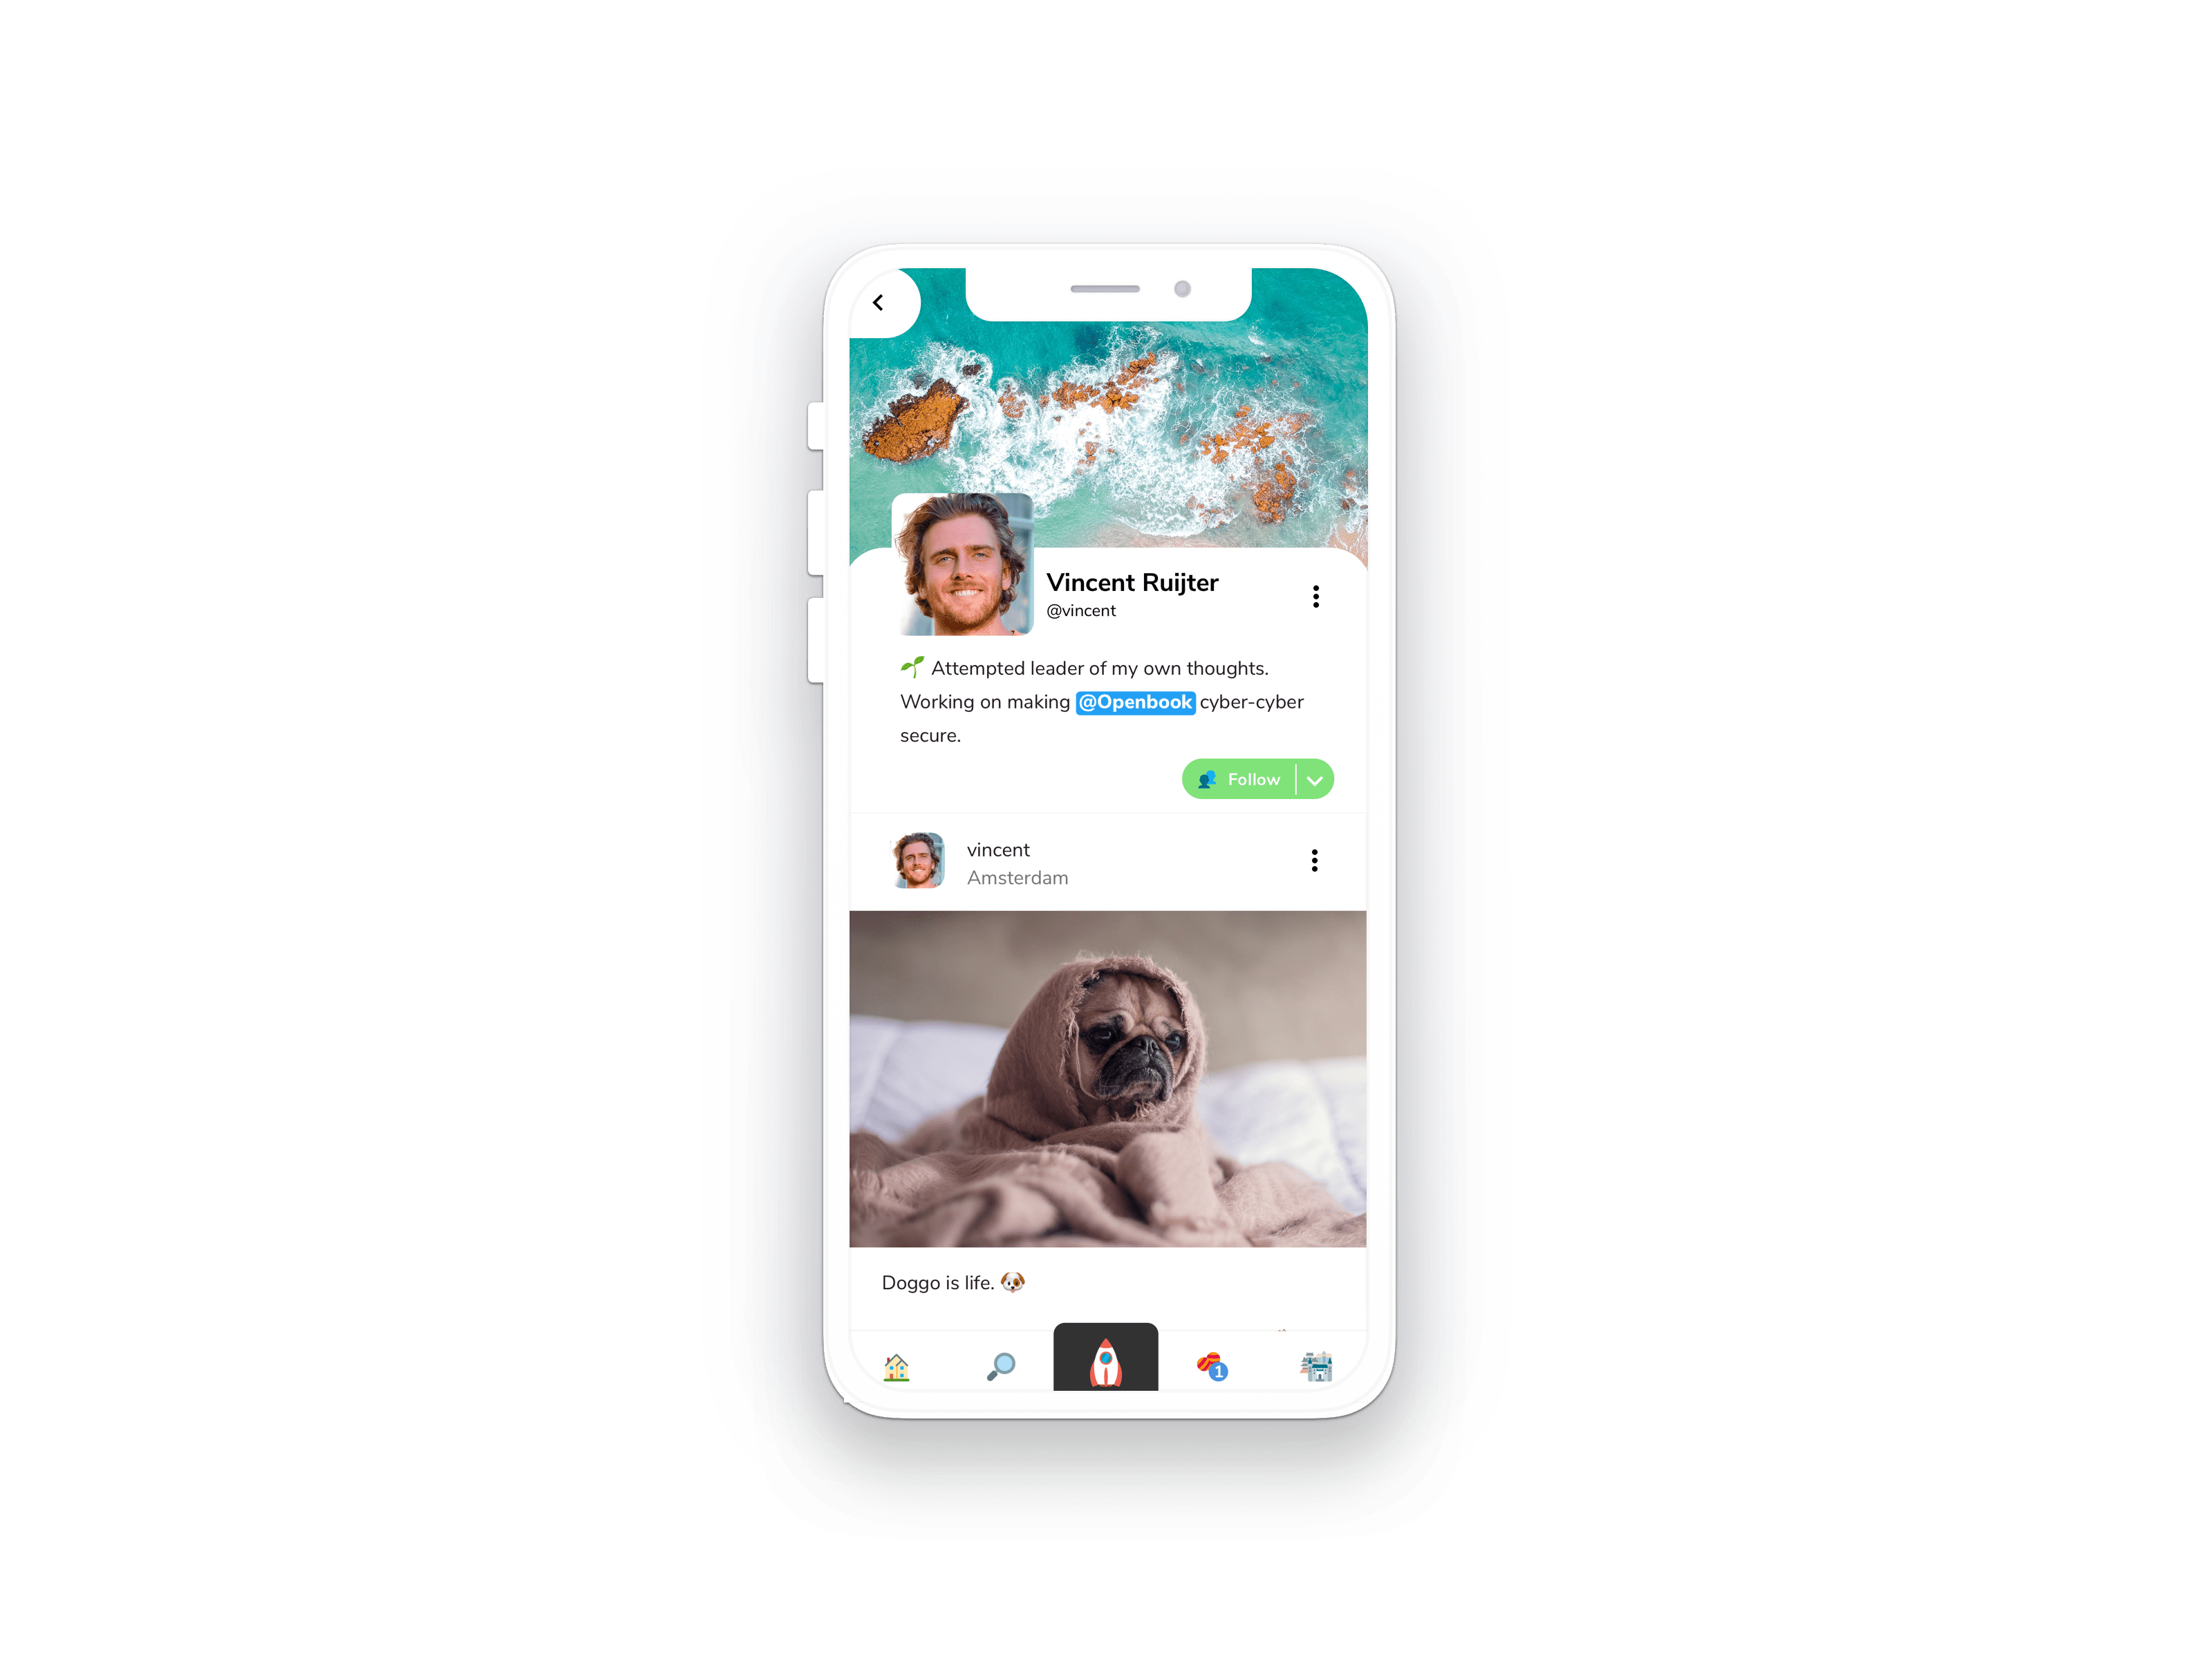 Vincent Ruijter
@vincent
🌱 Attempted leader of my own thoughts.
Working on making @Openbook cyber-cyber
secure.
Follow
vincent
Amsterdam
Doggo is life. 🐶
1